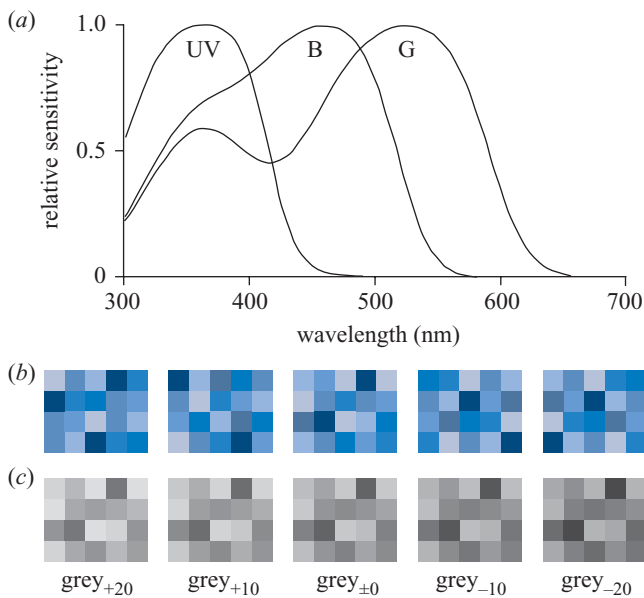 (a)
1.0
UV
B
G
relative sensitivity
0.5
0
300
400
500
600
700
wavelength (nm)
(b)
(c)
grey+20
grey+10
grey±0
grey−10
grey−20